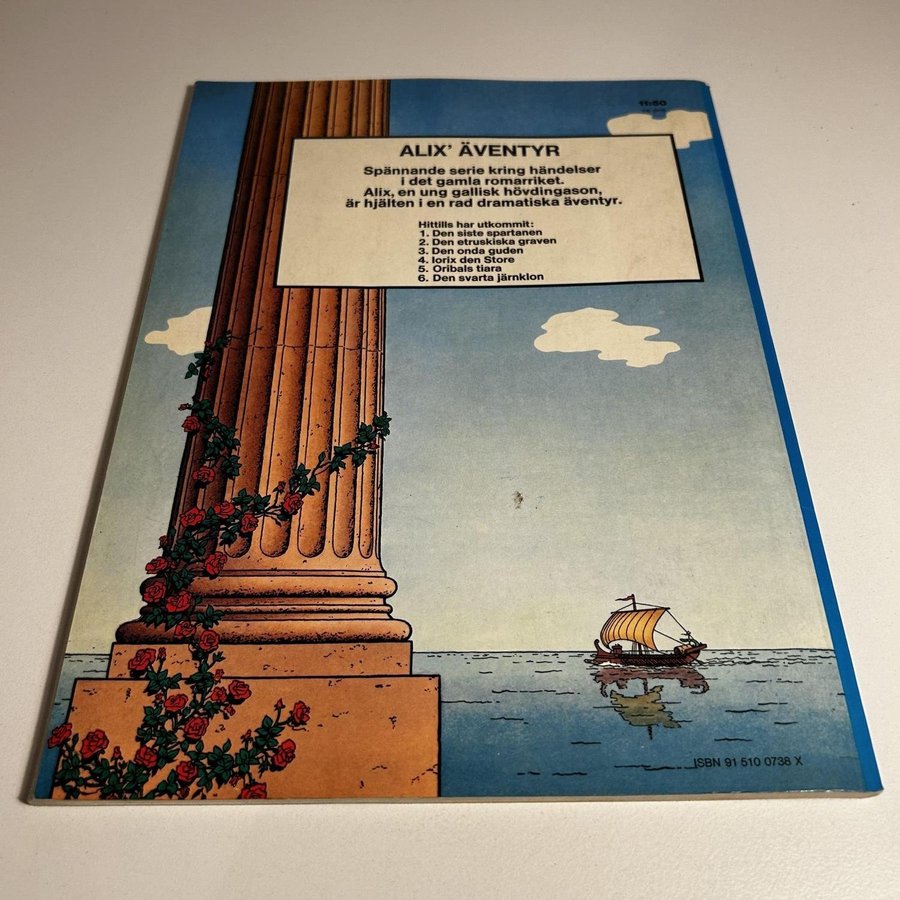 11:50
ALIX' ÄVENTYR
Spännande serie kring händelser
i det gamla romarriket.
Alix, en ung gallisk hövdingason,
är hjälten i en rad dramatiska äventyr.
Hittills har utkommit:
1. Den siste spartanen
2. Den etruskiska graven
3. Den onda guden
4. Iorix den Store
5. Oribals tiara
6. Den svarta järnklon
ISBN 91 510 0738 X